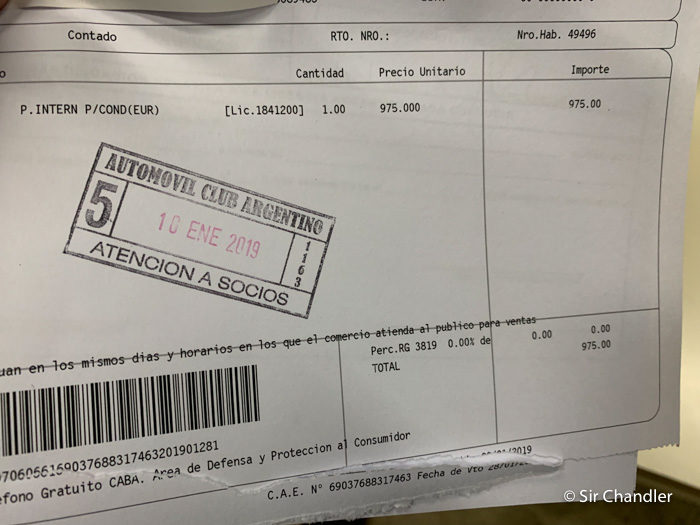 Contado RTO. NRO.: Nro.Hab. 49496
Cantidad Precio Unitario Importe
P.INTERN P/COND(EUR) [Lic.1841200] 1.00 975.000 975.00
AUTOMOVIL CLUB ARGENTINO
5 10 ENE 2019 1163
ATENCION A SOCIOS
en los mismos dias y horarios en los que el comercio atienda al publico para ventas
Perc.RG 3819 0.00% de 0.00 0.00
TOTAL 975.00
Gratuito CABA. Area de Defensa y Proteccion al Consumidor
C.A.E. N° 69037688317463 Fecha de Vto
© Sir Chandler